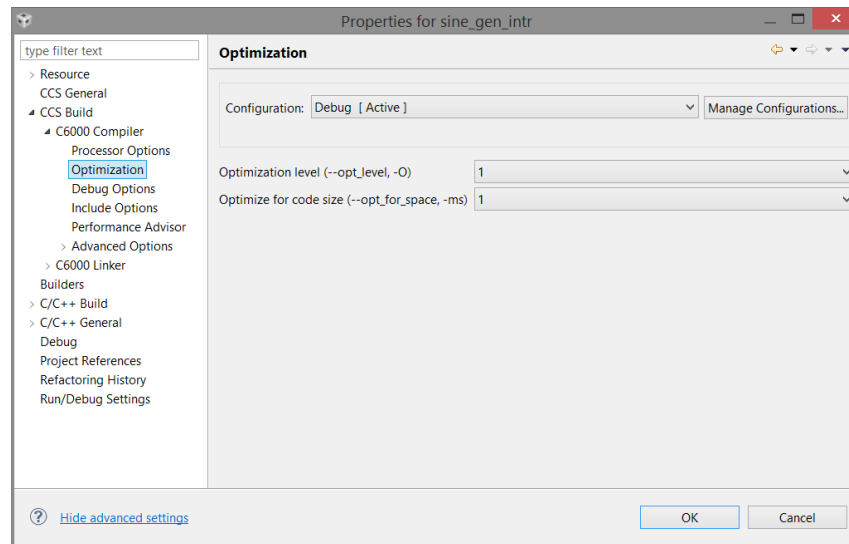 Properties for sine_gen_intr
type filter text
Resource
CCS General
CCS Build
C6000 Compiler
Processor Options
Optimization
Debug Options
Include Options
Performance Advisor
Advanced Options
C6000 Linker
Builders
C/C++ Build
C/C++ General
Debug
Project References
Refactoring History
Run/Debug Settings
Optimization
Configuration: Debug [ Active ] Manage Configurations...
Optimization level (--opt_level, -O) 1
Optimize for code size (--opt_for_space, -ms) 1
? Hide advanced settings
OK Cancel